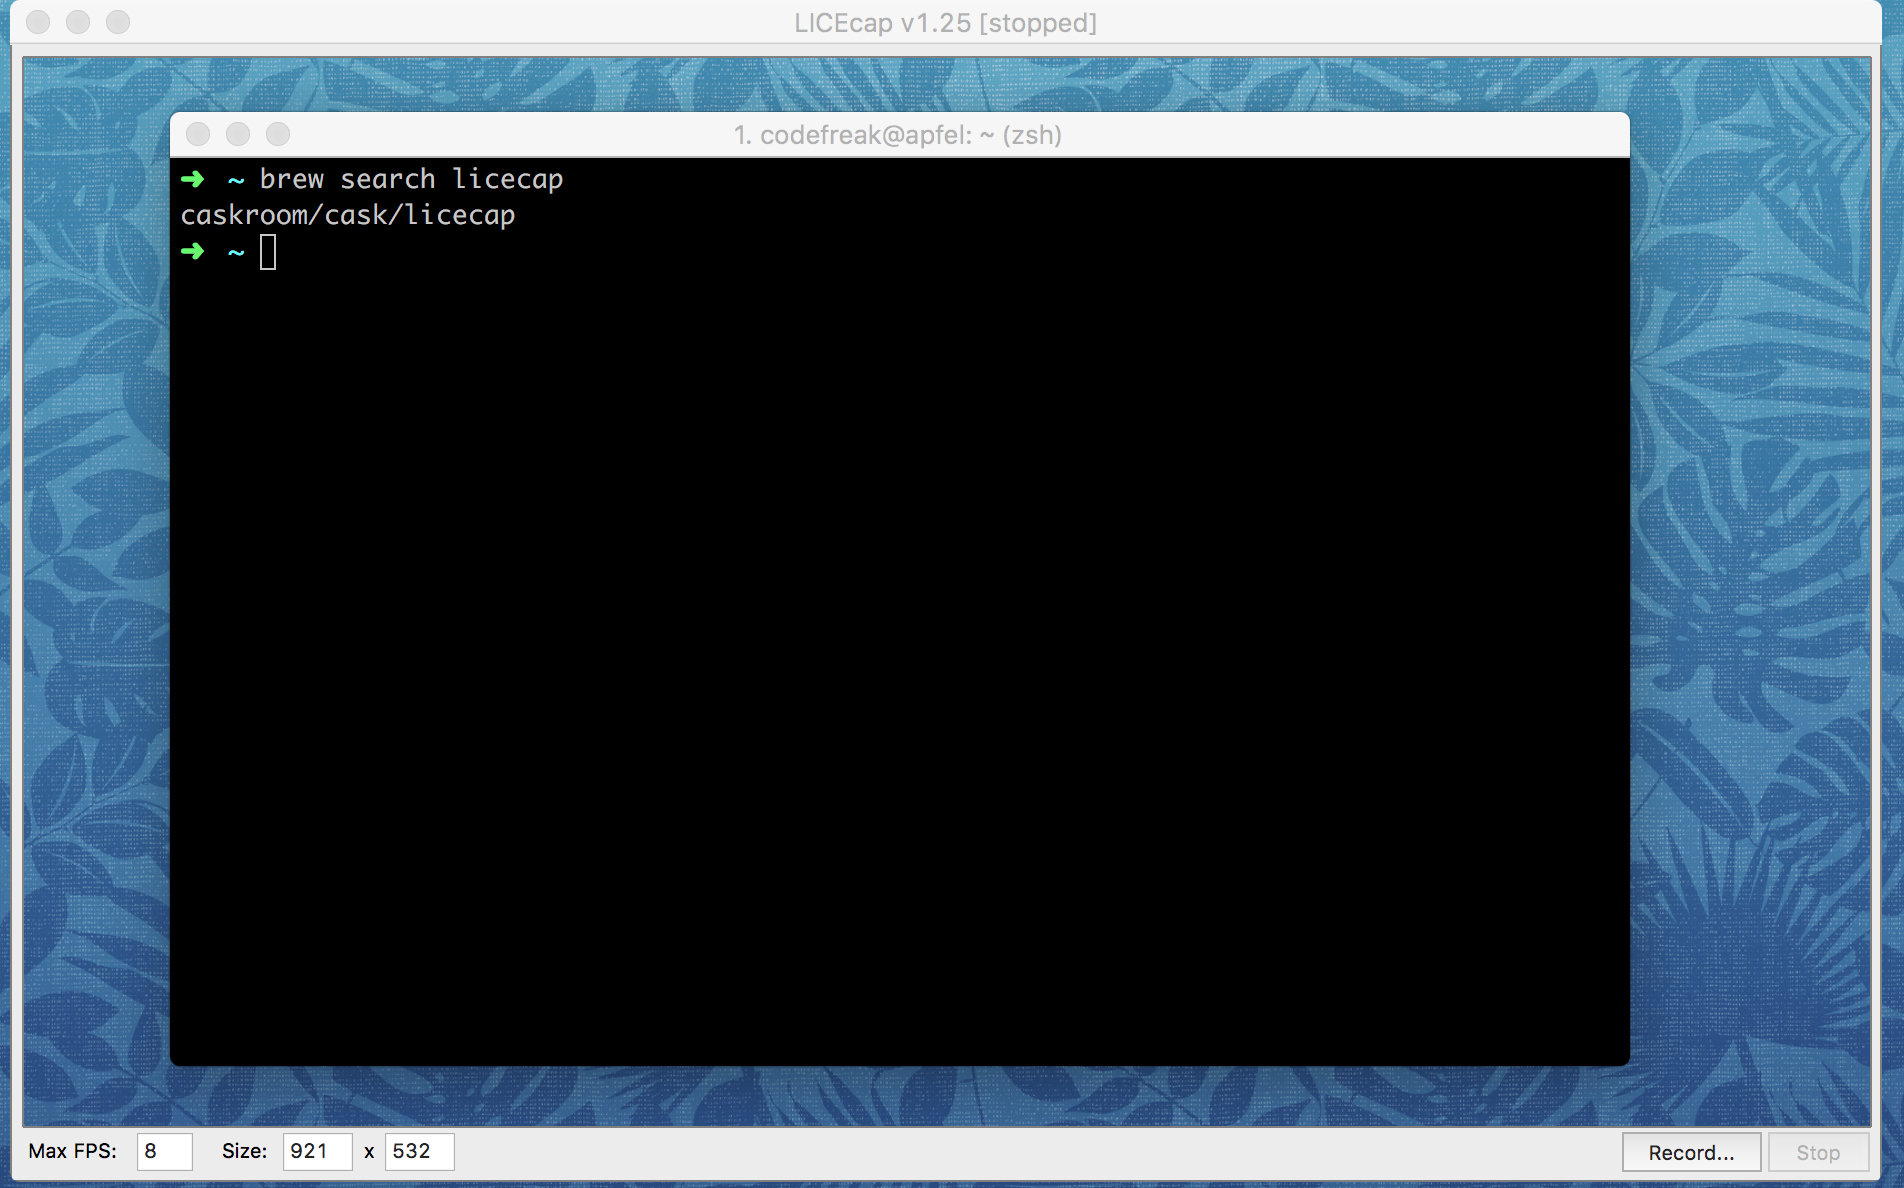 LICEcap v1.25 [stopped]
1. codefreak@apfel: ~ (zsh)
➜ ~ brew search licecap
caskroom/cask/licecap
➜ ~
Max FPS: 8 Size: 921 x 532 Record... Stop